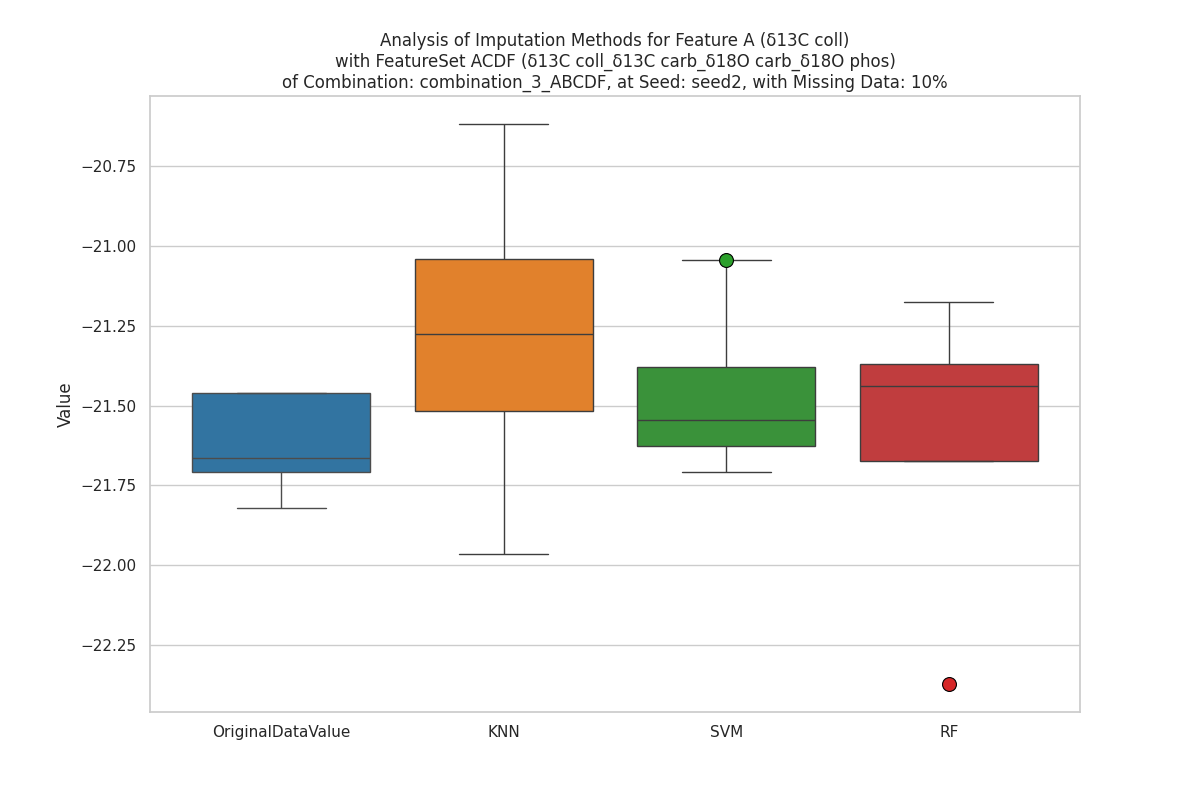 Analysis of Imputation Methods for Feature A (δ13C coll)
with FeatureSet ACDF (δ13C coll_δ13C carb_δ18O carb_δ18O phos)
of Combination: combination_3_ABCDF, at Seed: seed2, with Missing Data: 10%
−20.75
−21.00
−21.25
−21.50
−21.75
−22.00
−22.25
Value
OriginalDataValue KNN SVM RF